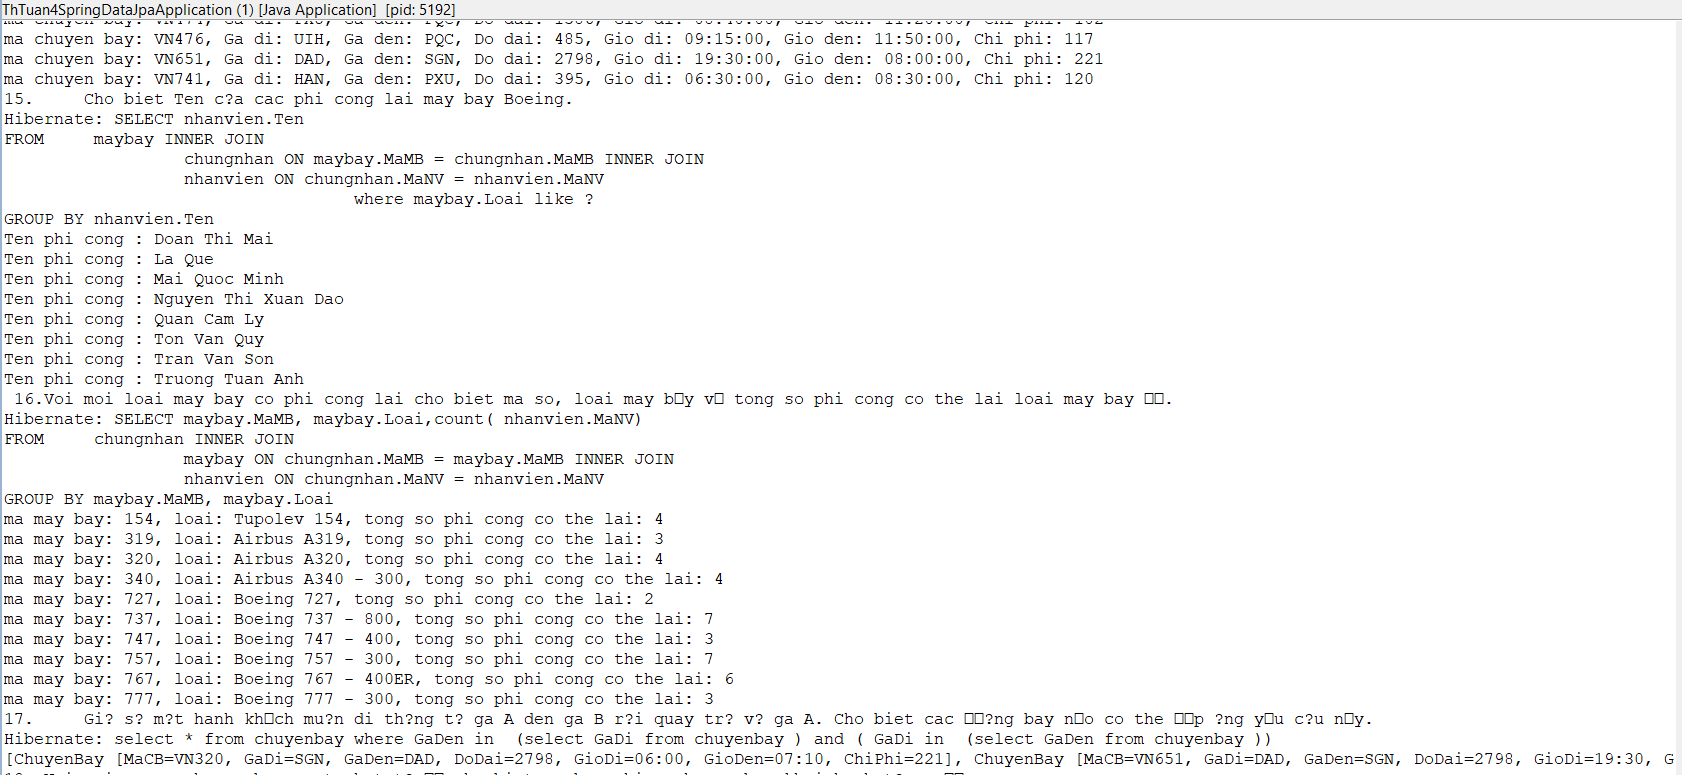 ThTuan4SpringDataJpaApplication (1) [Java Application] [pid: 5192]
ma chuyen bay: VN476, Ga di: UIH, Ga den: PQC, Do dai: 485, Gio di: 09:15:00, Gio den: 11:50:00, Chi phi: 117
ma chuyen bay: VN651, Ga di: DAD, Ga den: SGN, Do dai: 2798, Gio di: 19:30:00, Gio den: 08:00:00, Chi phi: 221
ma chuyen bay: VN741, Ga di: HAN, Ga den: PXU, Do dai: 395, Gio di: 06:30:00, Gio den: 08:30:00, Chi phi: 120
15. Cho biet Ten c?a cac phi cong lai may bay Boeing.
Hibernate: SELECT nhanvien.Ten
FROM maybay INNER JOIN
chungnhan ON maybay.MaMB = chungnhan.MaMB INNER JOIN
nhanvien ON chungnhan.MaNV = nhanvien.MaNV
where maybay.Loai like ?
GROUP BY nhanvien.Ten
Ten phi cong : Doan Thi Mai
Ten phi cong : La Que
Ten phi cong : Mai Quoc Minh
Ten phi cong : Nguyen Thi Xuan Dao
Ten phi cong : Quan Cam Ly
Ten phi cong : Ton Van Quy
Ten phi cong : Tran Van Son
Ten phi cong : Truong Tuan Anh
16.Voi moi loai may bay co phi cong lai cho biet ma so, loai may b□y v□ tong so phi cong co the lai loai may bay □□.
Hibernate: SELECT maybay.MaMB, maybay.Loai,count( nhanvien.MaNV)
FROM chungnhan INNER JOIN
maybay ON chungnhan.MaMB = maybay.MaMB INNER JOIN
nhanvien ON chungnhan.MaNV = nhanvien.MaNV
GROUP BY maybay.MaMB, maybay.Loai
ma may bay: 154, loai: Tupolev 154, tong so phi cong co the lai: 4
ma may bay: 319, loai: Airbus A319, tong so phi cong co the lai: 3
ma may bay: 320, loai: Airbus A320, tong so phi cong co the lai: 4
ma may bay: 340, loai: Airbus A340 - 300, tong so phi cong co the lai: 4
ma may bay: 727, loai: Boeing 727, tong so phi cong co the lai: 2
ma may bay: 737, loai: Boeing 737 - 800, tong so phi cong co the lai: 7
ma may bay: 747, loai: Boeing 747 - 400, tong so phi cong co the lai: 3
ma may bay: 757, loai: Boeing 757 - 300, tong so phi cong co the lai: 7
ma may bay: 767, loai: Boeing 767 - 400ER, tong so phi cong co the lai: 6
ma may bay: 777, loai: Boeing 777 - 300, tong so phi cong co the lai: 3
17. Gi? s? m?t hanh kh□ch mu?n di th?ng t? ga A den ga B r?i quay tr? v? ga A. Cho biet cac □□?ng bay n□o co the □□p ?ng y□u c?u n□y.
Hibernate: select * from chuyenbay where GaDen in (select GaDi from chuyenbay ) and ( GaDi in (select GaDen from chuyenbay ))
[ChuyenBay [MaCB=VN320, GaDi=SGN, GaDen=DAD, DoDai=2798, GioDi=06:00, GioDen=07:10, ChiPhi=221], ChuyenBay [MaCB=VN651, GaDi=DAD, GaDen=SGN, DoDai=2798, GioDi=19:30, G